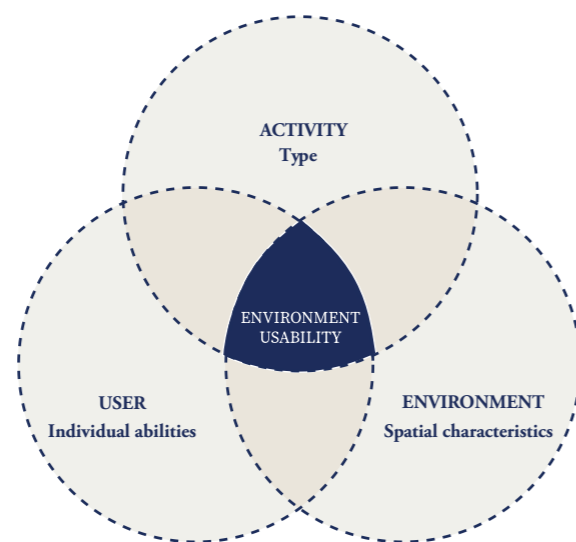 ACTIVITY
Type
ENVIRONMENT
USABILITY
USER
Individual abilities
ENVIRONMENT
Spatial characteristics